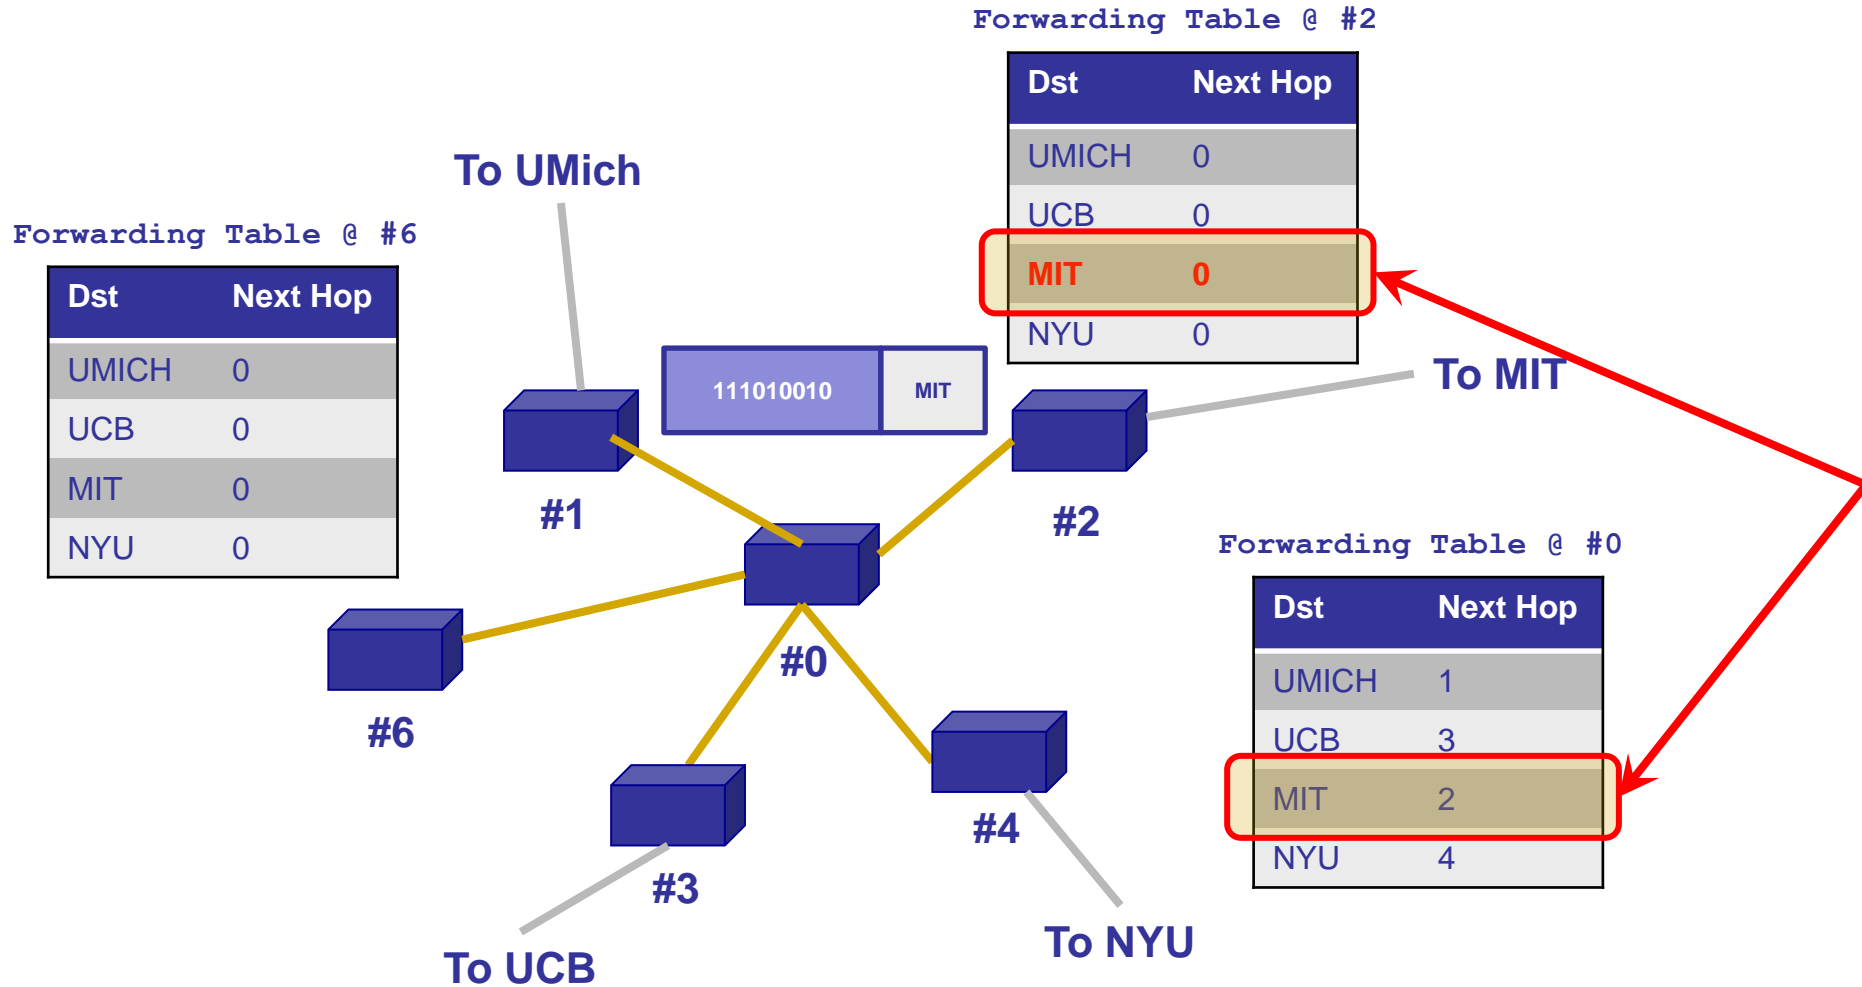 Forwarding Table @ #2
Dst Next Hop
UMICH 0
UCB 0
MIT 0
NYU 0
To UMich
Forwarding Table @ #6
Dst Next Hop
UMICH 0
UCB 0
MIT 0
NYU 0
111010010 MIT
To MIT
#1
#2
#0
#6
#3
#4
To UCB
To NYU
Forwarding Table @ #0
Dst Next Hop
UMICH 1
UCB 3
MIT 2
NYU 4